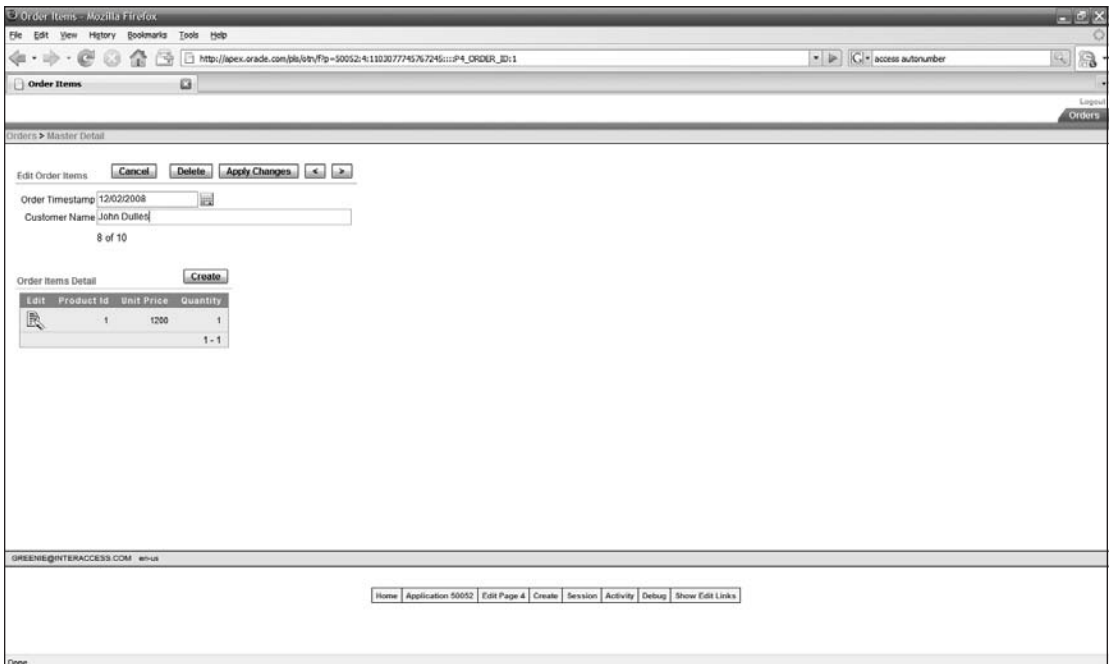 Order Items - Mozilla Firefox
File Edit View History Bookmarks Tools Help
http://apex.oracle.com/pls/otn/f?p=50052:4:1103077745767245::::P4_ORDER_ID:1
G access autonumber
Order Items
Logout
Orders
Orders > Master Detail
Edit Order Items Cancel Delete Apply Changes < >
Order Timestamp 12/02/2008
Customer Name John Dulles
8 of 10
Order Items Detail Create
Edit Product Id Unit Price Quantity
1 1200 1
1 - 1
GREENIE@INTERACCESS.COM en-us
Home Application 50052 Edit Page 4 Create Session Activity Debug Show Edit Links
Done